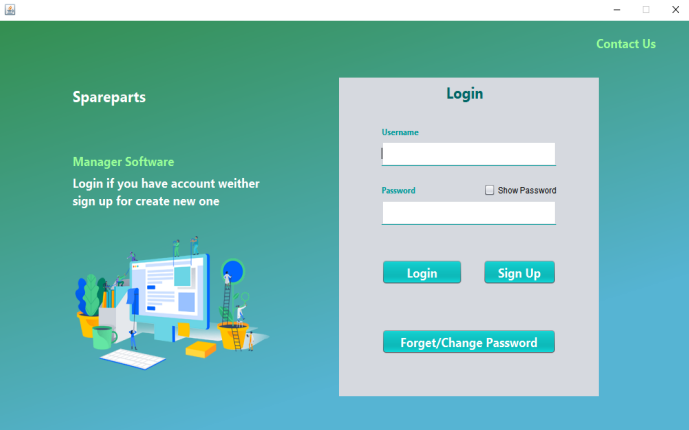 Contact Us
Spareparts
Manager Software
Login if you have account weither
sign up for create new one
Login
Username
Password
Show Password
Login
Sign Up
Forget/Change Password